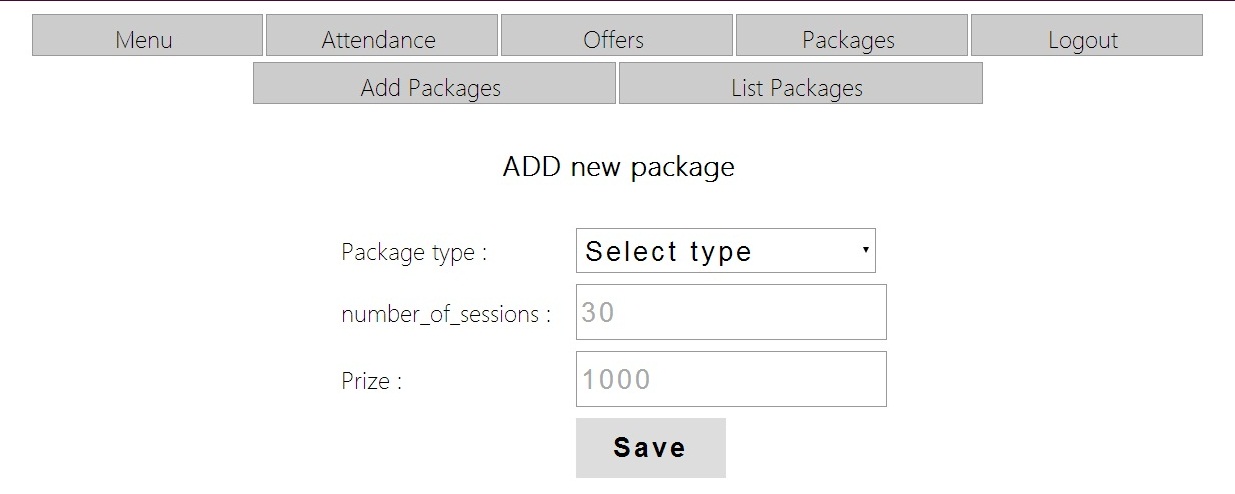 Menu Attendance Offers Packages Logout
Add Packages List Packages
ADD new package
Package type : Select type
number_of_sessions : 30
Prize : 1000
Save